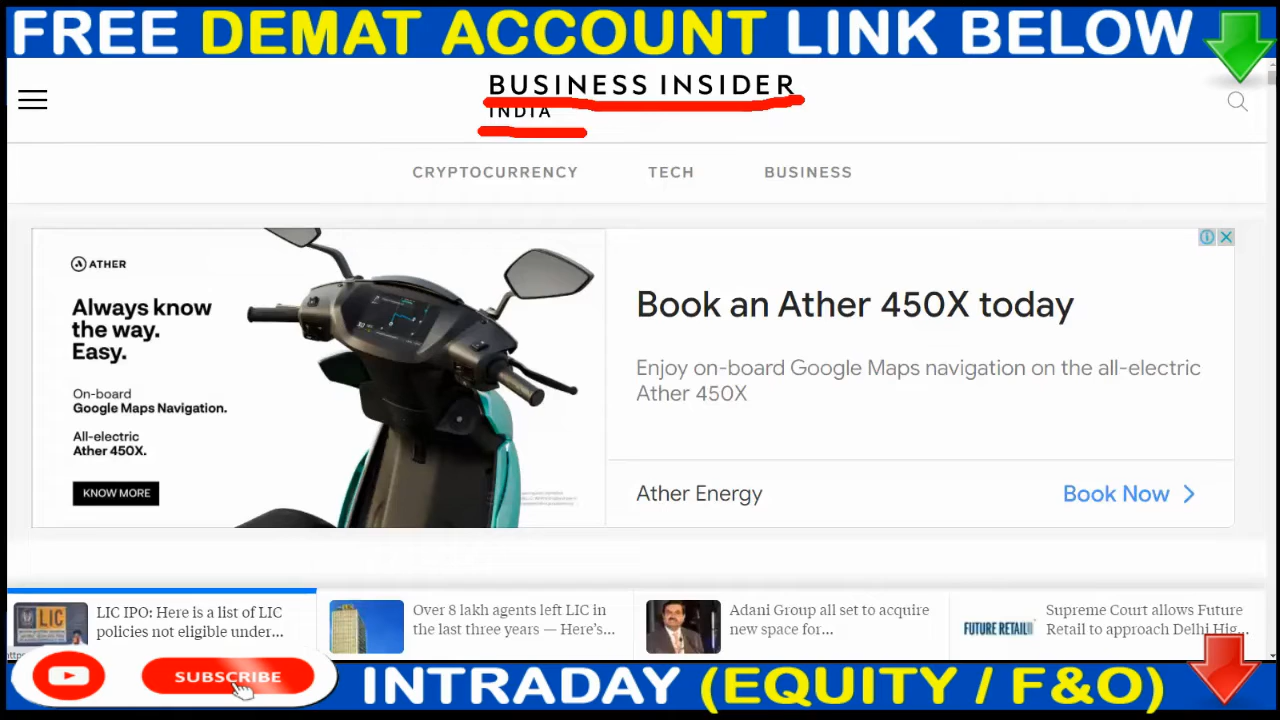 FREE DEMAT ACCOUNT LINK BELOW
BUSINESS INSIDER
INDIA
CRYPTOCURRENCY TECH BUSINESS
ATHER
Always know
the way.
Easy.
On-board
Google Maps Navigation.
All-electric
Ather 450X.
KNOW MORE
Book an Ather 450X today
Enjoy on-board Google Maps navigation on the all-electric
Ather 450X
Ather Energy
Book Now
LIC
LIC IPO: Here is a list of LIC
policies not eligible under...
Over 8 lakh agents left LIC in
the last three years — Here's...
Adani Group all set to acquire
new space for...
FUTURE RETAIL
Supreme Court allows Future
Retail to approach Delhi Hig...
SUBSCRIBE
INTRADAY (EQUITY / F&O)